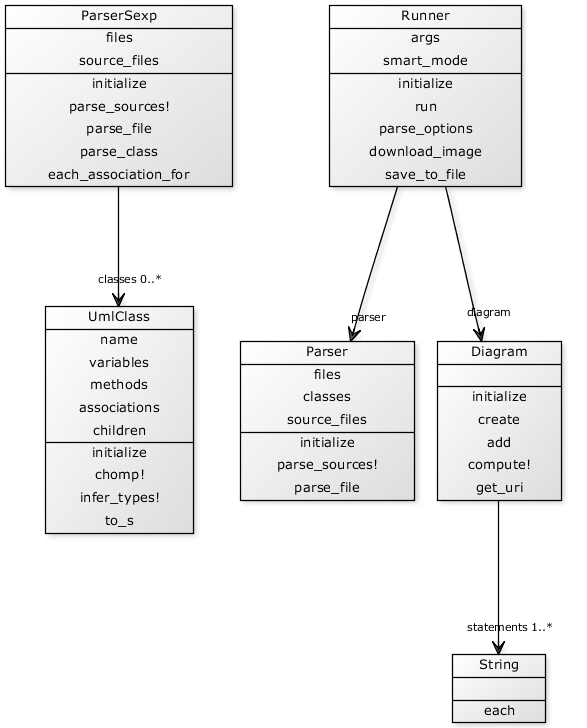 ParserSexp
files
source_files
initialize
parse_sources!
parse_file
parse_class
each_association_for
Runner
args
smart_mode
initialize
run
parse_options
download_image
save_to_file
classes 0..*
parser
diagram
UmlClass
name
variables
methods
associations
children
initialize
chomp!
infer_types!
to_s
Parser
files
classes
source_files
initialize
parse_sources!
parse_file
Diagram
initialize
create
add
compute!
get_uri
statements 1..*
String
each